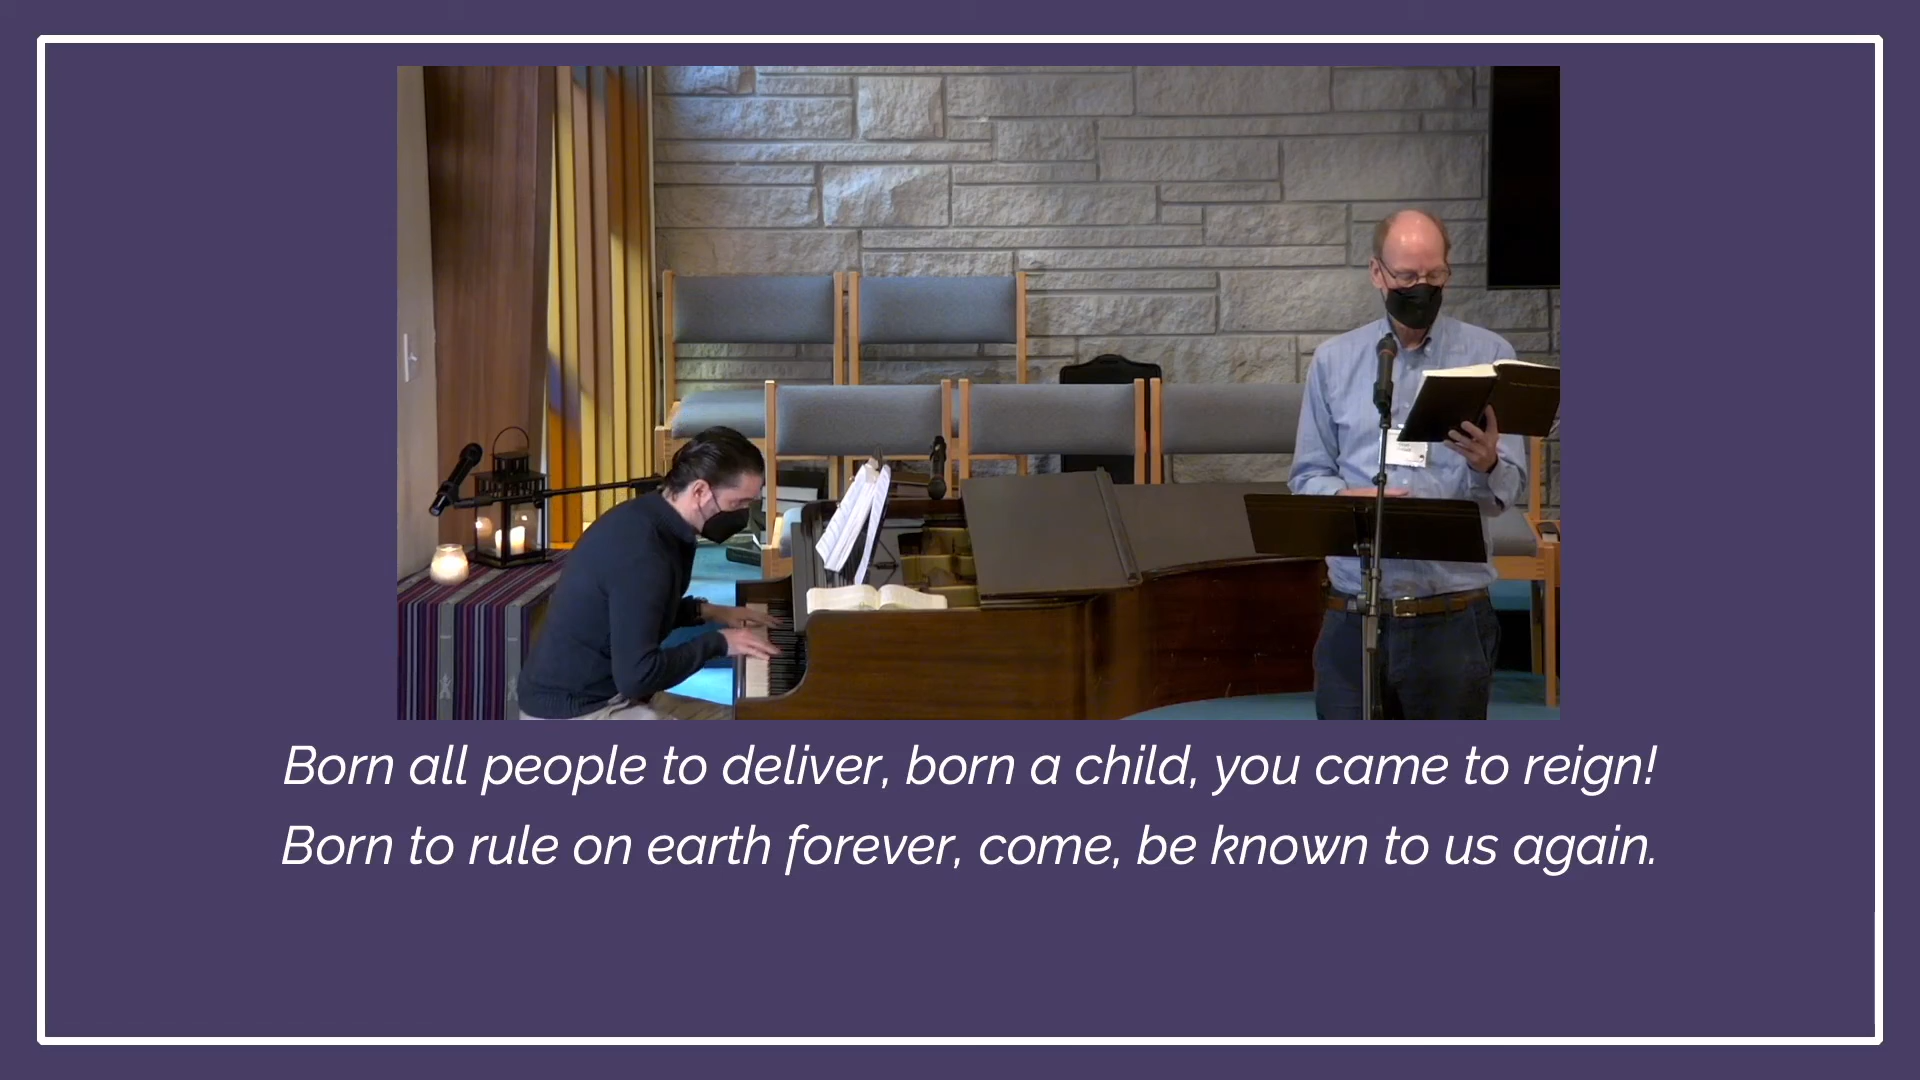 Born all people to deliver, born a child, you came to reign!
Born to rule on earth forever, come, be known to us again.